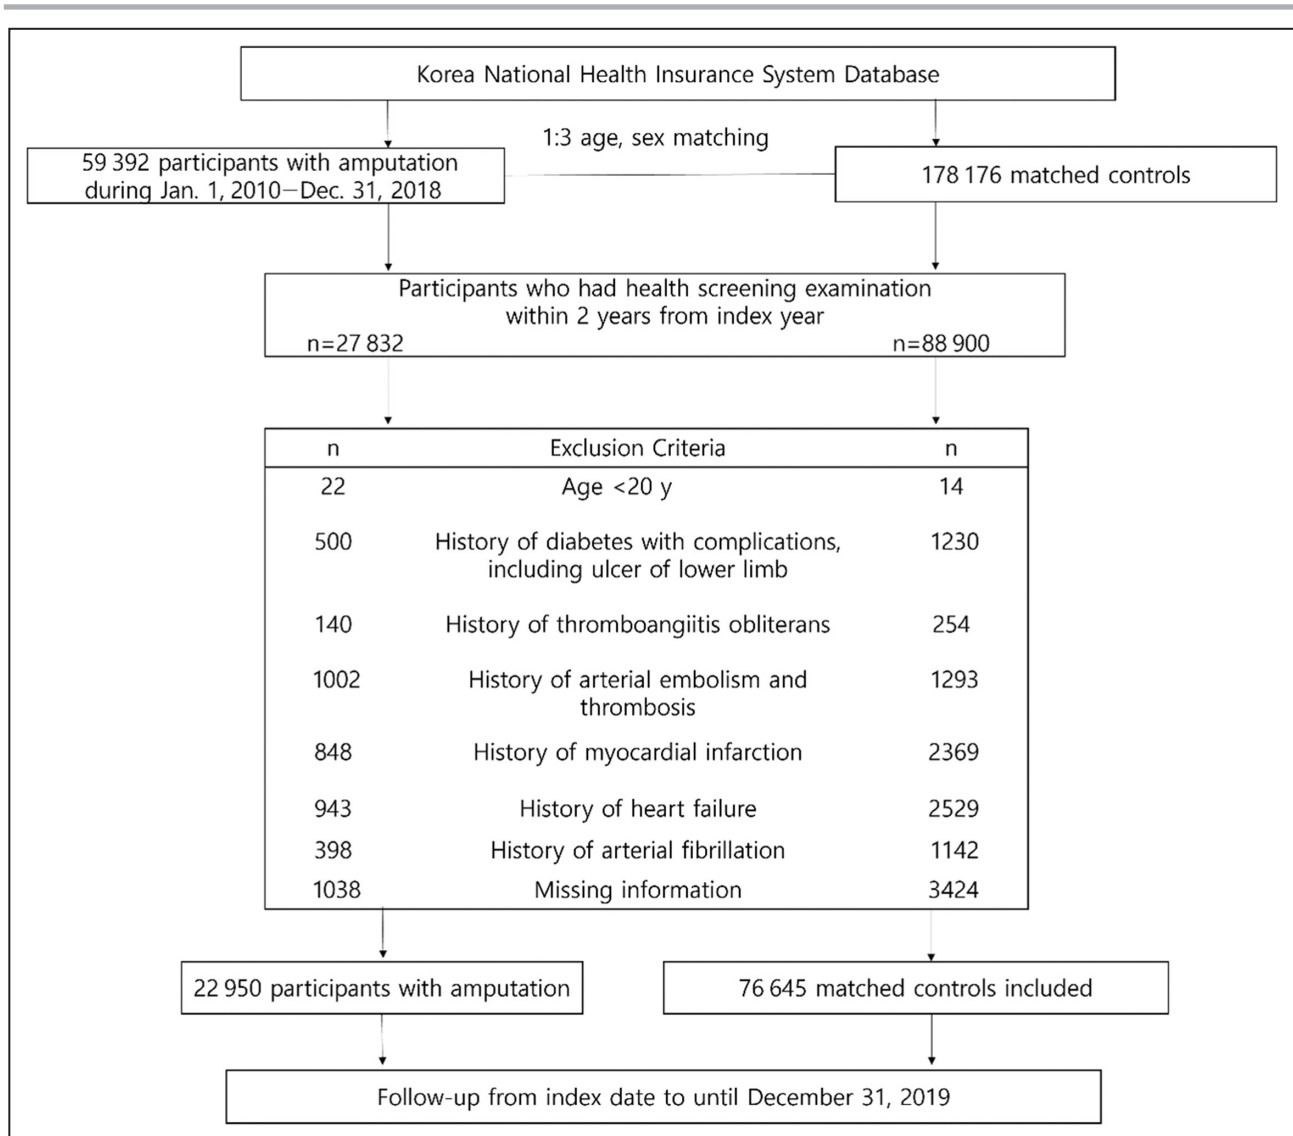 Korea National Health Insurance System Database
1:3 age, sex matching
59 392 participants with amputation
during Jan. 1, 2010−Dec. 31, 2018
178 176 matched controls
Participants who had health screening examination
within 2 years from index year
n=27 832 n=88 900
n Exclusion Criteria n
22 Age <20 y 14
500 History of diabetes with complications, 1230
including ulcer of lower limb
140 History of thromboangiitis obliterans 254
1002 History of arterial embolism and 1293
thrombosis
848 History of myocardial infarction 2369
943 History of heart failure 2529
398 History of arterial fibrillation 1142
1038 Missing information 3424
22 950 participants with amputation
76 645 matched controls included
Follow-up from index date to until December 31, 2019